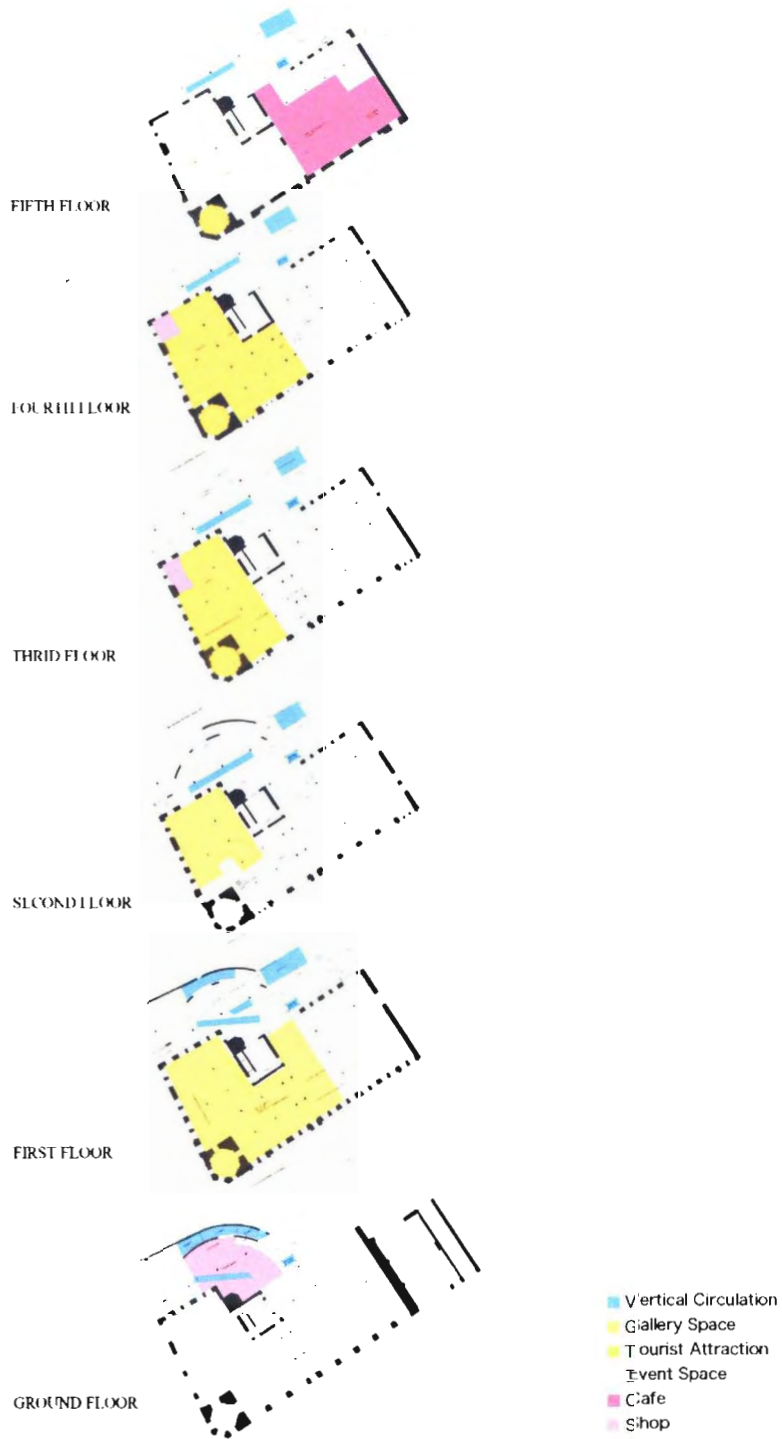 FIFTH FLOOR
FOURTH FLOOR
THRID FLOOR
SECOND FLOOR
FIRST FLOOR
GROUND FLOOR
Vertical Circulation
Gallery Space
Tourist Attraction
Event Space
Cafe
Shop